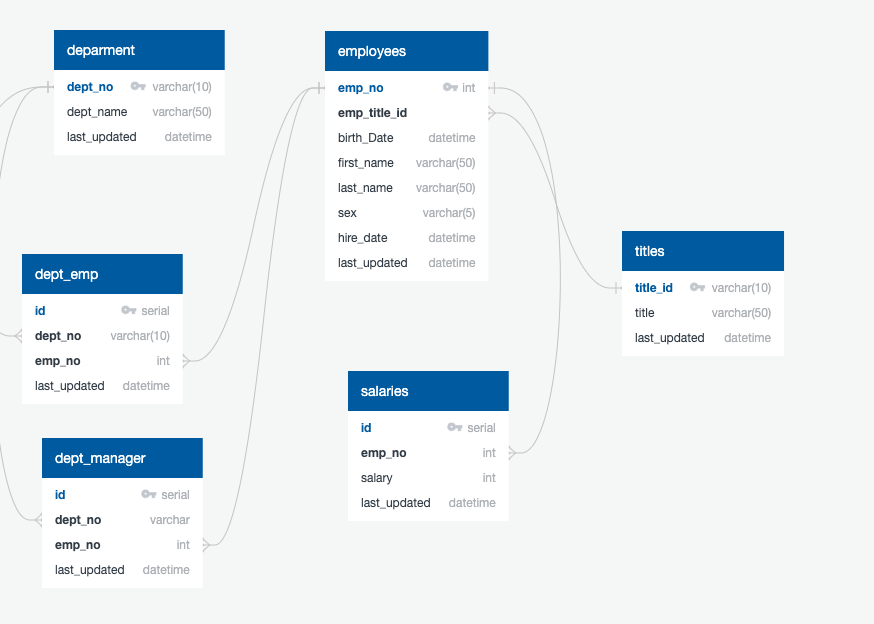 deparment
dept_no varchar(10)
dept_name varchar(50)
last_updated datetime
employees
emp_no int
emp_title_id
birth_Date datetime
first_name varchar(50)
last_name varchar(50)
sex varchar(5)
hire_date datetime
last_updated datetime
titles
title_id varchar(10)
title varchar(50)
last_updated datetime
dept_emp
id serial
dept_no varchar(10)
emp_no int
last_updated datetime
salaries
id serial
emp_no int
salary int
last_updated datetime
dept_manager
id serial
dept_no varchar
emp_no int
last_updated datetime